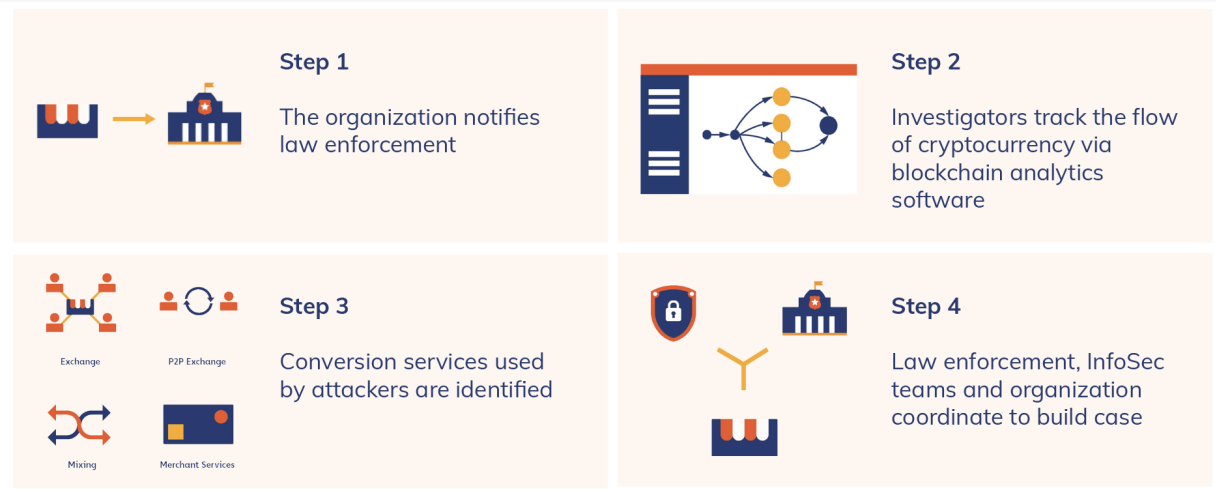 Step 1
The organization notifies
law enforcement
Step 2
Investigators track the flow
of cryptocurrency via
blockchain analytics
software
Exchange
P2P Exchange
Mixing
Merchant Services
Step 3
Conversion services used
by attackers are identified
Step 4
Law enforcement, InfoSec
teams and organization
coordinate to build case